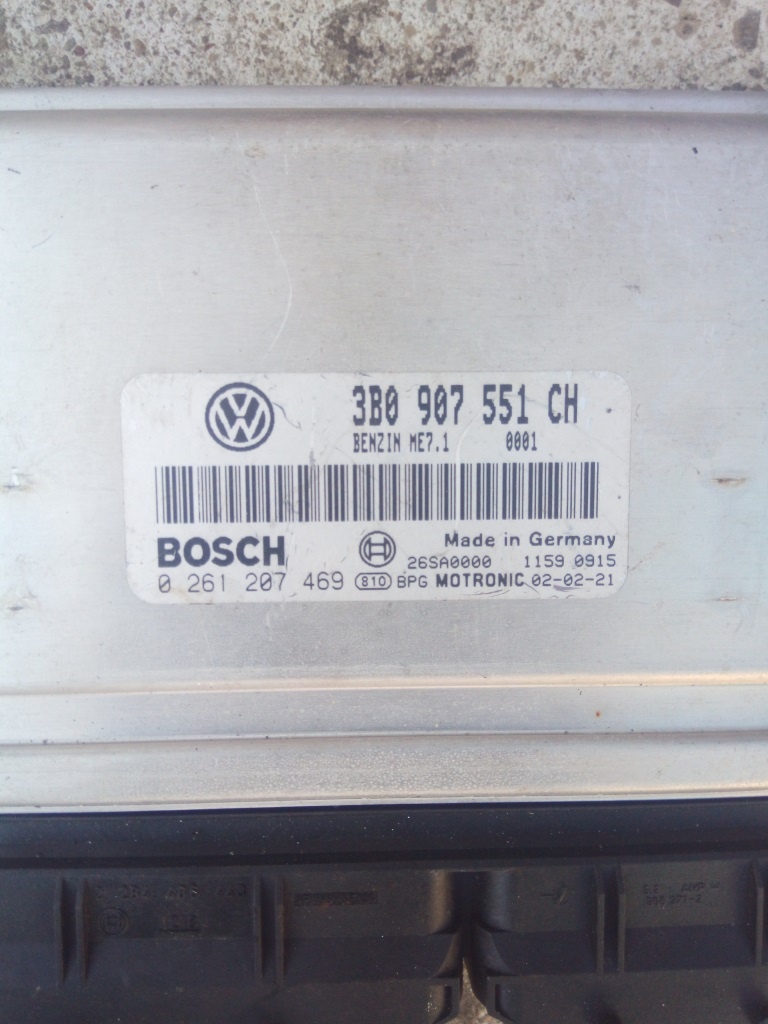 3B0 907 551 CH
BENZIN ME7.1 0001
BOSCH Made in Germany
26SA0000 1159 0915
0 261 207 469 810 BPG MOTRONIC 02-02-21